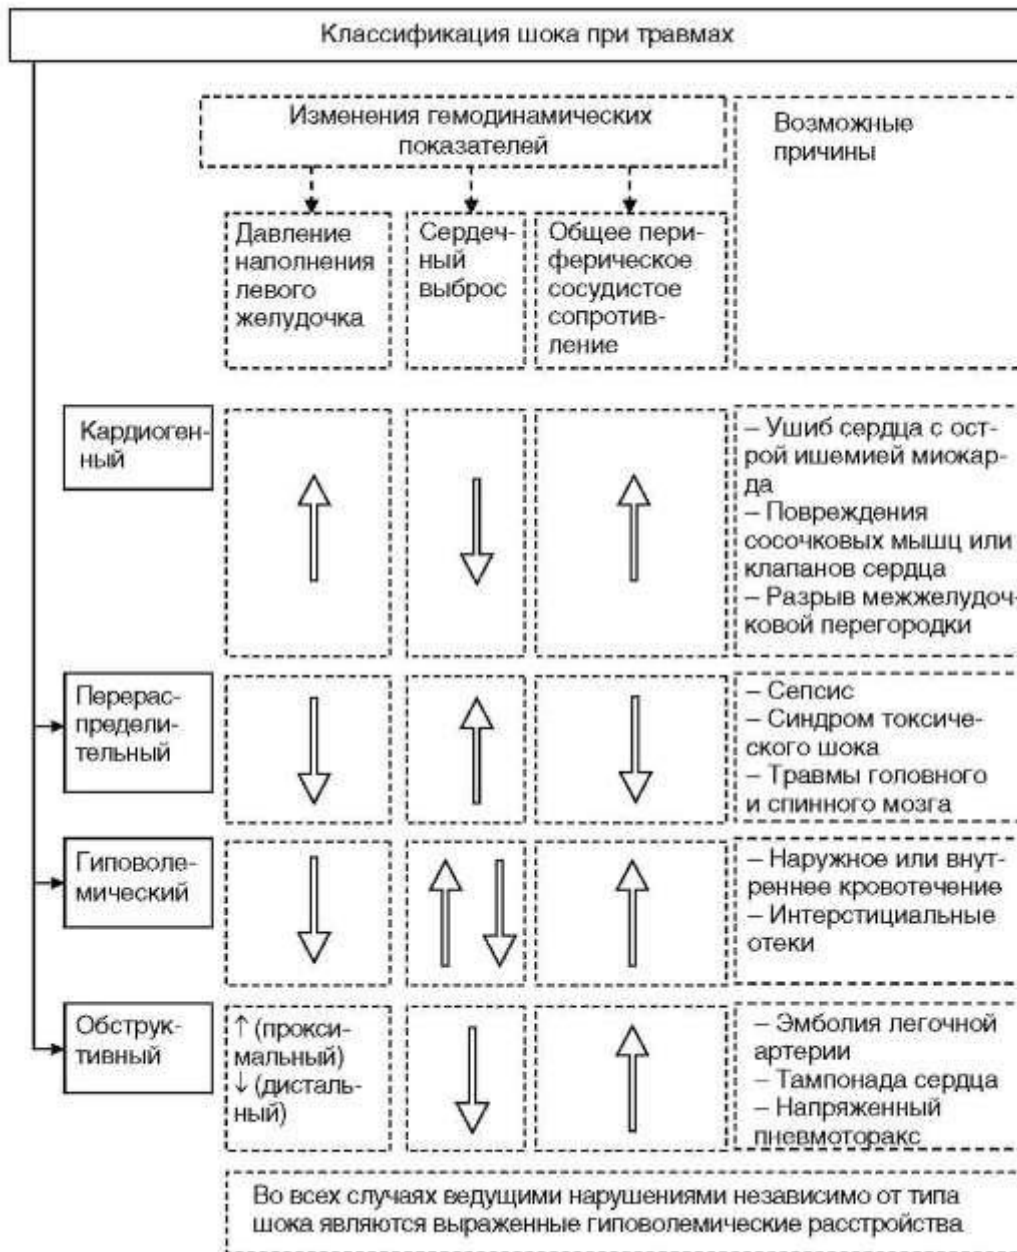 Классификация шока при травмах
Изменения гемодинамических
показателей
Возможные
причины
Давление
наполнения
левого
желудочка
Сердеч-
ный
выброс
Общее пери-
ферическое
сосудистое
сопротив-
ление
Кардиоген-
ный
– Ушиб сердца с ост-
рой ишемией миокар-
да
– Повреждения
сосочковых мышц или
клапанов сердца
– Разрыв межжелудоч-
ковой перегородки
Перерас-
пределительный
– Сепсис
– Синдром токсиче-
ского шока
– Травмы головного
и спинного мозга
Гиповоле-
мический
– Наружное или внут-
реннее кровотечение
– Интерстициальные
отеки
Обструк-
тивный
↑ (прокси-
мальный)
↓ (дисталь-
ный)
– Эмболия легочной
артерии
– Тампонада сердца
– Напряженный
пневмоторакс
Во всех случаях ведущими нарушениями независимо от типа
шока являются выраженные гиповолемические расстройства